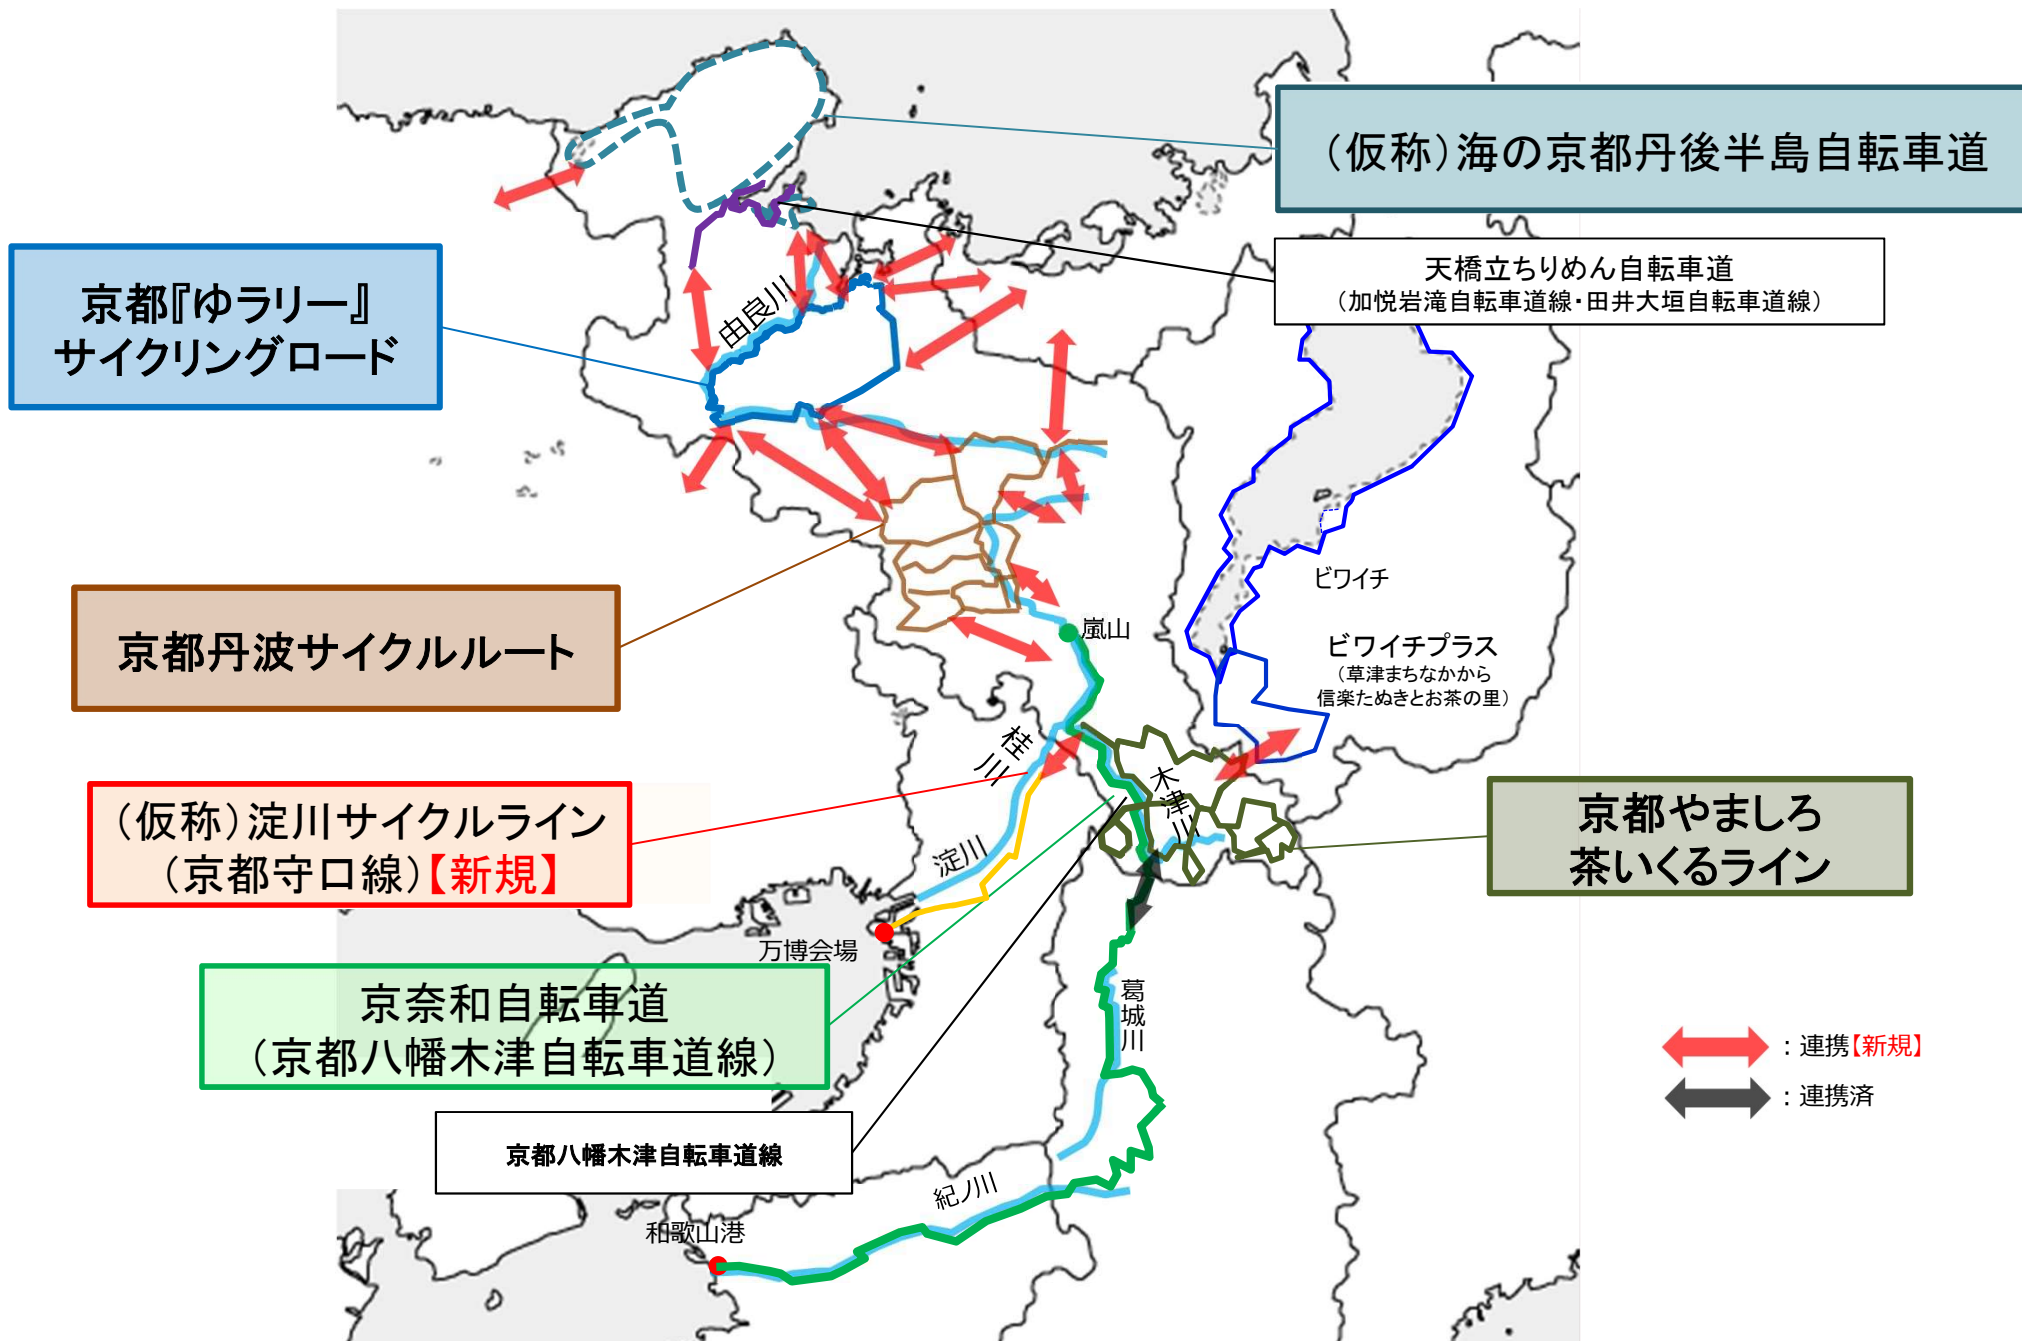 （仮称）海の京都丹後半島自転車道
天橋立ちりめん自転車道
（加悦岩滝自転車道線・田井大垣自転車道線）
京都『ゆラリー』
サイクリングロード
由良川
ビワイチ
ビワイチプラス
（草津まちなかから
信楽たぬきとお茶の里）
京都丹波サイクルルート
嵐山
桂川
木津川
（仮称）淀川サイクルライン
（京都守口線）【新規】
淀川
京都やましろ
茶いくるライン
万博会場
京奈和自転車道
（京都八幡木津自転車道線）
葛城川
：連携【新規】
：連携済
京都八幡木津自転車道線
紀ノ川
和歌山港